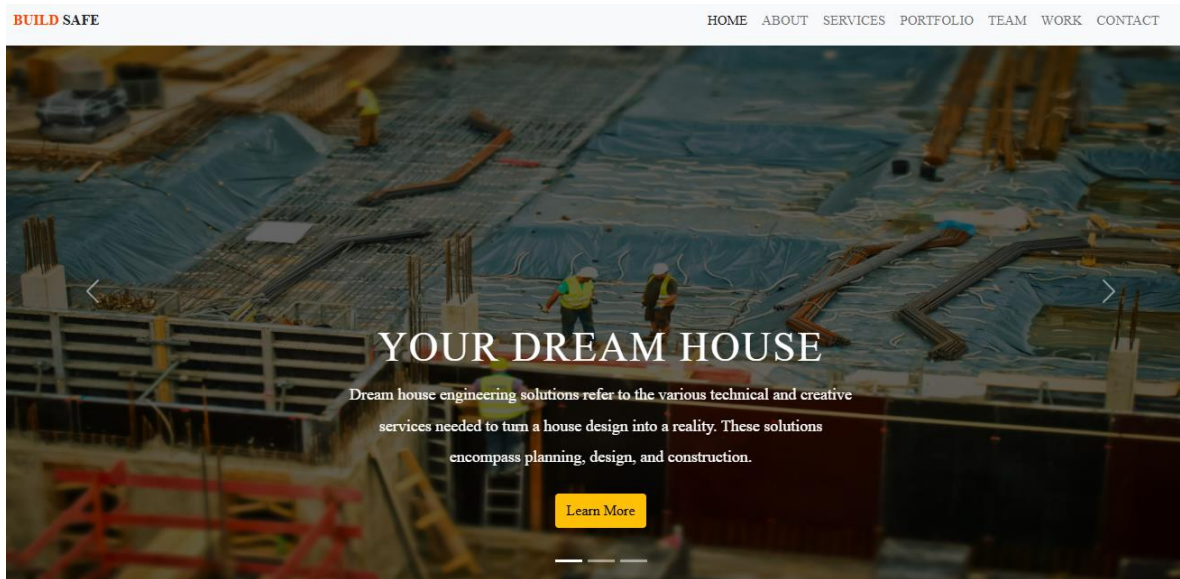 BUILD SAFE
HOME ABOUT SERVICES PORTFOLIO TEAM WORK CONTACT
YOUR DREAM HOUSE
Dream house engineering solutions refer to the various technical and creative
services needed to turn a house design into a reality. These solutions
encompass planning, design, and construction.
Learn More